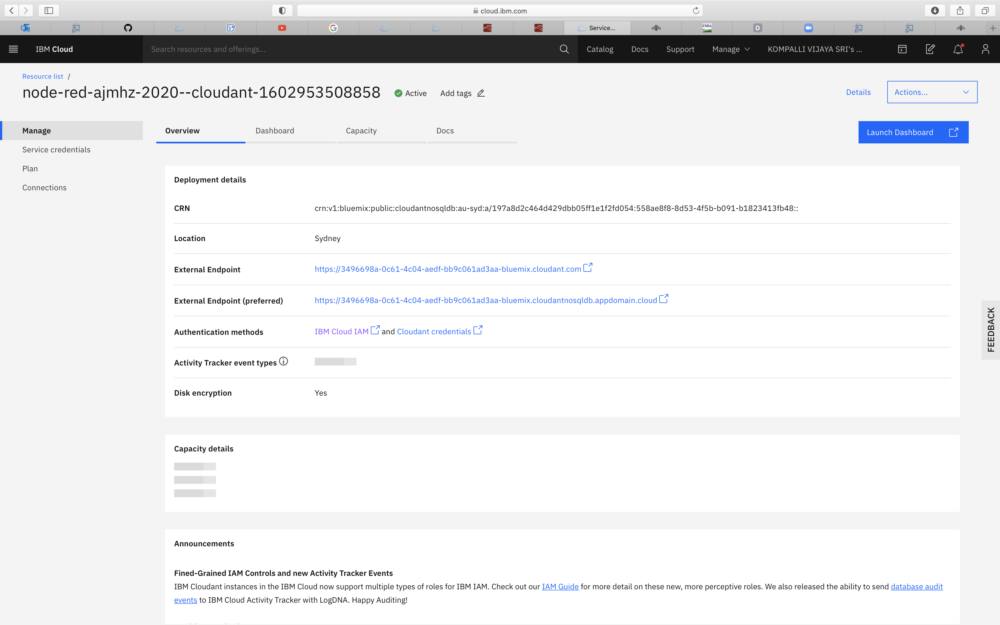 cloud.ibm.com
Service...
USDA
D
IBM Cloud
Search resources and offerings...
Catalog
Docs
Support
Manage
KOMPALLI VIJAYA SRI's ...
Resource list /
node-red-ajmhz-2020--cloudant-1602953508858
Active
Add tags
Details
Actions...
Manage
Service credentials
Plan
Connections
Overview
Dashboard
Capacity
Docs
Launch Dashboard
Deployment details
CRN
crn:v1:bluemix:public:cloudantnosqldb:au-syd:a/197a8d2c464d429dbb05ff1e1f2fd054:558ae8f8-8d53-4f5b-b091-b1823413fb48::
Location
Sydney
External Endpoint
https://3496698a-0c61-4c04-aedf-bb9c061ad3aa-bluemix.cloudant.com
External Endpoint (preferred)
https://3496698a-0c61-4c04-aedf-bb9c061ad3aa-bluemix.cloudantnosqldb.appdomain.cloud
Authentication methods
IBM Cloud IAM and Cloudant credentials
Activity Tracker event types
Disk encryption
Yes
FEEDBACK
Capacity details
Announcements
Fined-Grained IAM Controls and new Activity Tracker Events
IBM Cloudant instances in the IBM Cloud now support multiple types of roles for IBM IAM. Check out our IAM Guide for more detail on these new, more perceptive roles. We also released the ability to send database audit
events to IBM Cloud Activity Tracker with LogDNA. Happy Auditing!